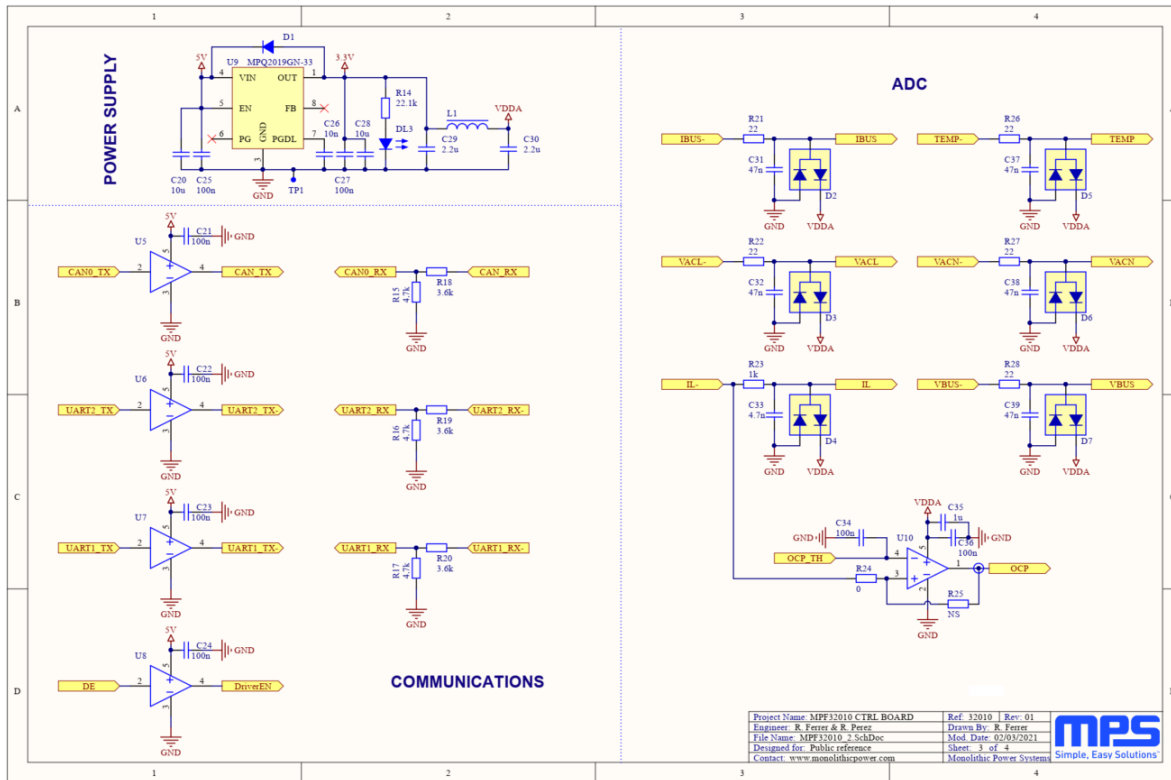 1
2
3
4
A
POWER SUPPLY
5V
D1
U9
MPQ2019GN-33
3.3V
4
VIN
OUT
1
5
EN
FB
8
6
PG
GND
PGDL
7
3
C20
10u
C25
100n
GND
TP1
C26
10n
C28
10u
C27
100n
R14
22.1k
DL3
L1
VDDA
C29
2.2u
C30
2.2u
ADC
IBUS-
R21
22
IBUS
C31
47n
D2
GND
VDDA
TEMP-
R26
22
TEMP
C37
47n
D5
GND
VDDA
B
U5
5V
C21
100n
GND
CAN0_TX
2
5
4
3
CAN_TX
GND
CAN0_RX
R18
3.6k
CAN_RX
R15
4.7k
GND
VACL-
R22
22
VACL
C32
47n
D3
GND
VDDA
VACN-
R27
22
VACN
C38
47n
D6
GND
VDDA
U6
5V
C22
100n
GND
UART2_TX
2
5
4
3
UART2_TX-
GND
UART2_RX
R19
3.6k
UART2_RX-
R16
4.7k
GND
IL-
R23
1k
IL
C33
4.7n
D4
GND
VDDA
VBUS-
R28
22
VBUS
C39
47n
D7
GND
VDDA
C
U7
5V
C23
100n
GND
UART1_TX
2
5
4
3
UART1_TX-
GND
UART1_RX
R20
3.6k
UART1_RX-
R17
4.7k
GND
VDDA
C35
1u
C34
100n
GND
U10
C36
100n
GND
OCP_TH
4
5
3
2
1
OCP
R24
0
R25
NS
GND
D
U8
5V
C24
100n
GND
DE
2
5
4
3
DriverEN
GND
COMMUNICATIONS
Project Name: MPF32010 CTRL BOARD
Ref: 32010
Rev: 01
Engineer: R. Ferrer & R. Perez
Drawn By: R. Ferrer
File Name: MPF32010_2.SchDoc
Mod. Date: 02/03/2021
Designed for: Public reference
Sheet: 3 of 4
Contact: www.monolithicpower.com
Monolithic Power Systems
MPS
Simple, Easy Solutions
1
2
3
4